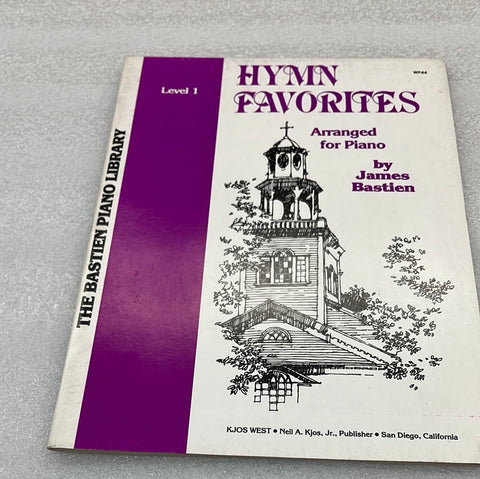 HYMN
FAVORITES
WP44
Level 1
Arranged
for Piano
by
James
Bastien
THE BASTIEN PIANO LIBRARY
KJOS WEST • Neil A. Kjos, Jr., Publisher • San Diego, California